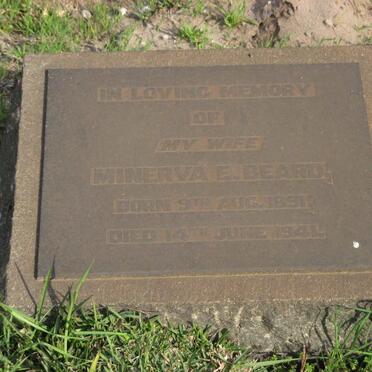 IN LOVING MEMORY
OF
MY WIFE
MINERVA E. BEARD,
BORN 9TH AUG. 1891.
DIED 14TH JUNE 1941.